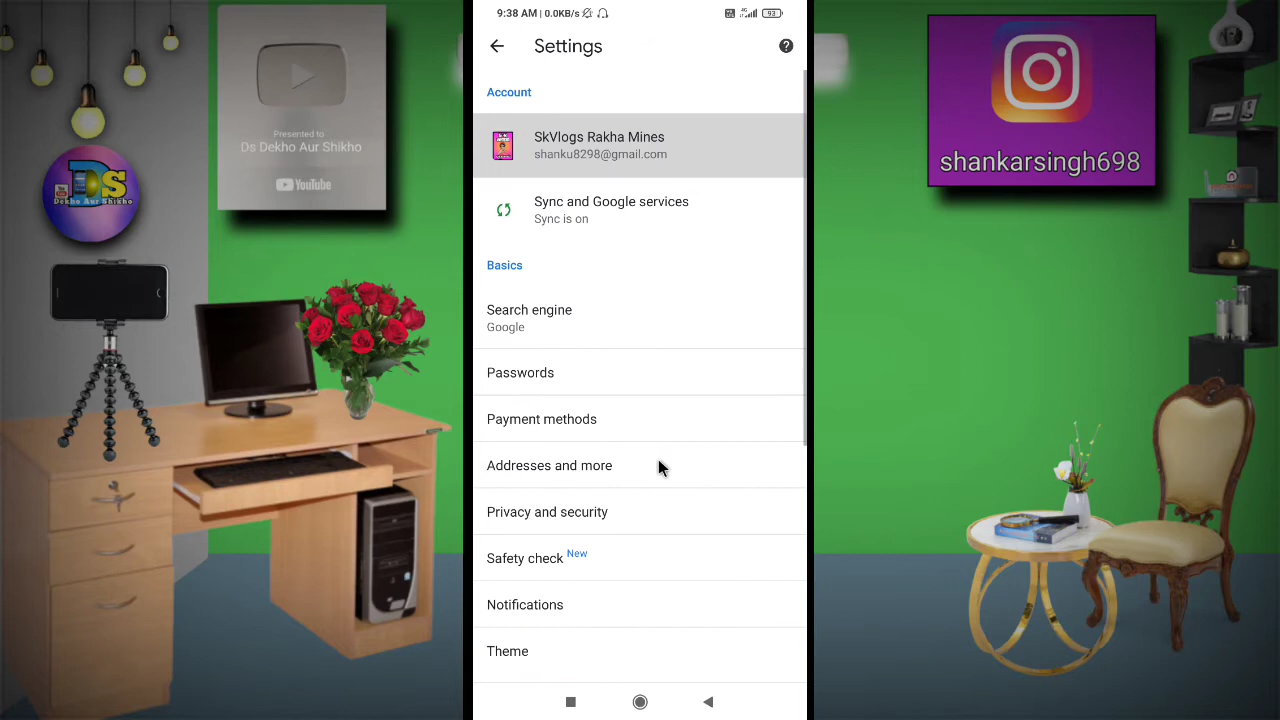 9:38 AM | 0.0KB/s
4G
93
Settings
Account
SkVlogs Rakha Mines
shanku8298@gmail.com
Sync and Google services
Sync is on
Basics
Search engine
Google
Passwords
Payment methods
Addresses and more
Privacy and security
Safety check New
Notifications
Theme
Presented to
Ds Dekho Aur Shikho
YouTube
Ds
Dekho Aur Shikho
shankarsingh698